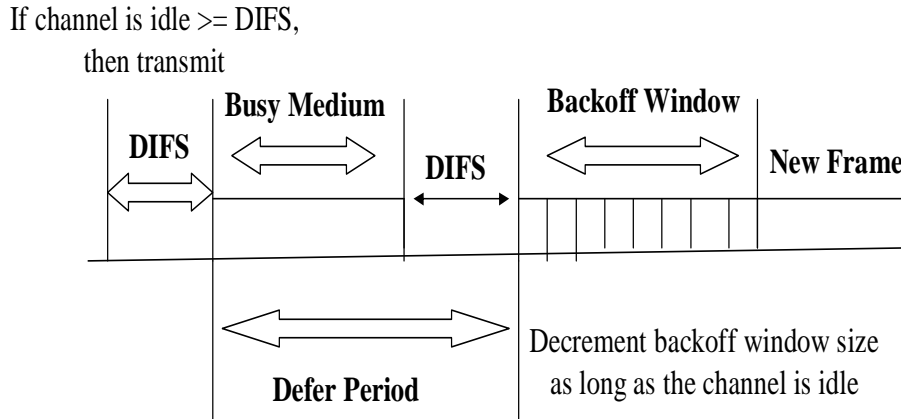 If channel is idle >= DIFS,
then transmit
Busy Medium
Backoff Window
DIFS
DIFS
New Frame
Decrement backoff window size
as long as the channel is idle
Defer Period